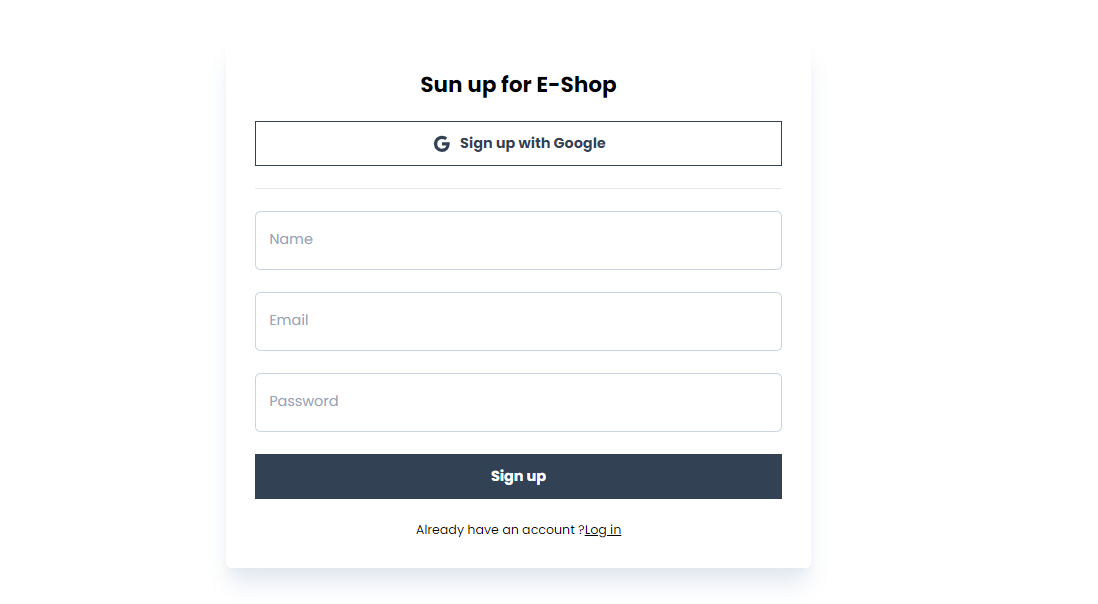 Sun up for E-Shop
Sign up with Google
Name
Email
Password
Sign up
Already have an account ?Log in